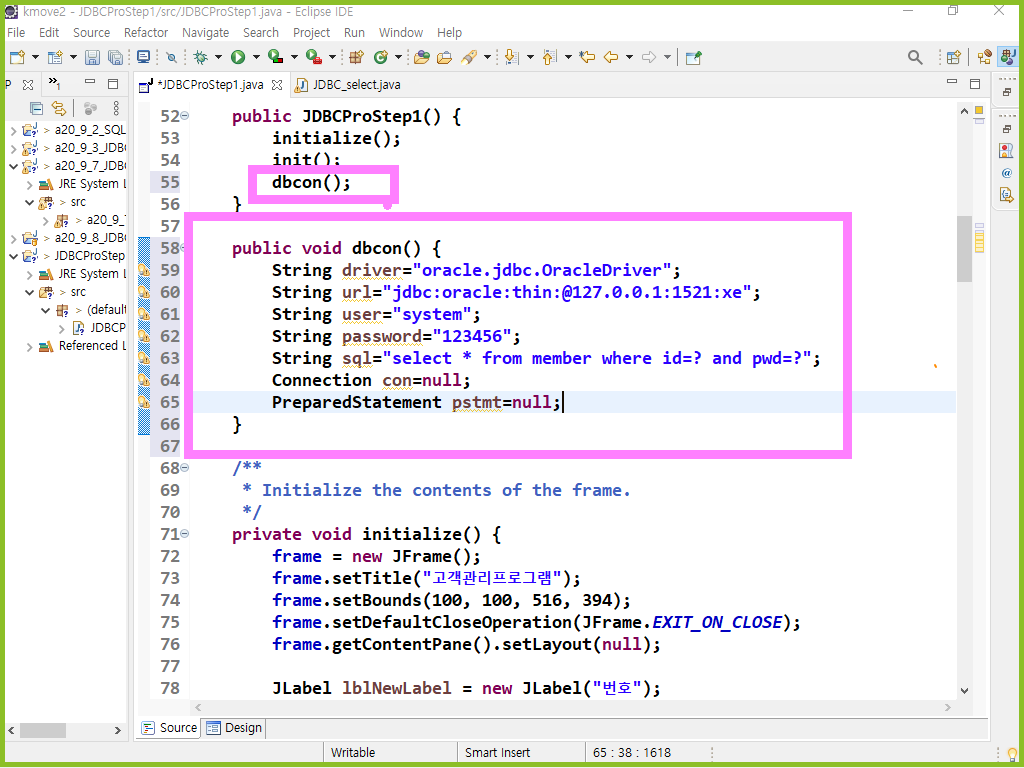 kmove2 - JDBCProStep1/src/JDBCProStep1.java - Eclipse IDE
File Edit Source Refactor Navigate Search Project Run Window Help
P
»1
*JDBCProStep1.java
JDBC_select.java
> a20_9_2_SQL
> a20_9_3_JDBC
> a20_9_7_JDBC
JRE System L
> src
> a20_9_7
> a20_9_8_JDBC
> JDBCProStep
JRE System L
> src
> (default
JDBCP
Referenced L
52 public JDBCProStep1() {
53 initialize();
54 init();
55 dbcon();
56 }
57
58 public void dbcon() {
59 String driver="oracle.jdbc.OracleDriver";
60 String url="jdbc:oracle:thin:@127.0.0.1:1521:xe";
61 String user="system";
62 String password="123456";
63 String sql="select * from member where id=? and pwd=?";
64 Connection con=null;
65 PreparedStatement pstmt=null;
66 }
67
68 /**
69 * Initialize the contents of the frame.
70 */
71 private void initialize() {
72 frame = new JFrame();
73 frame.setTitle("고객관리프로그램");
74 frame.setBounds(100, 100, 516, 394);
75 frame.setDefaultCloseOperation(JFrame.EXIT_ON_CLOSE);
76 frame.getContentPane().setLayout(null);
77
78 JLabel lblNewLabel = new JLabel("번호");
Source Design
Writable Smart Insert 65 : 38 : 1618